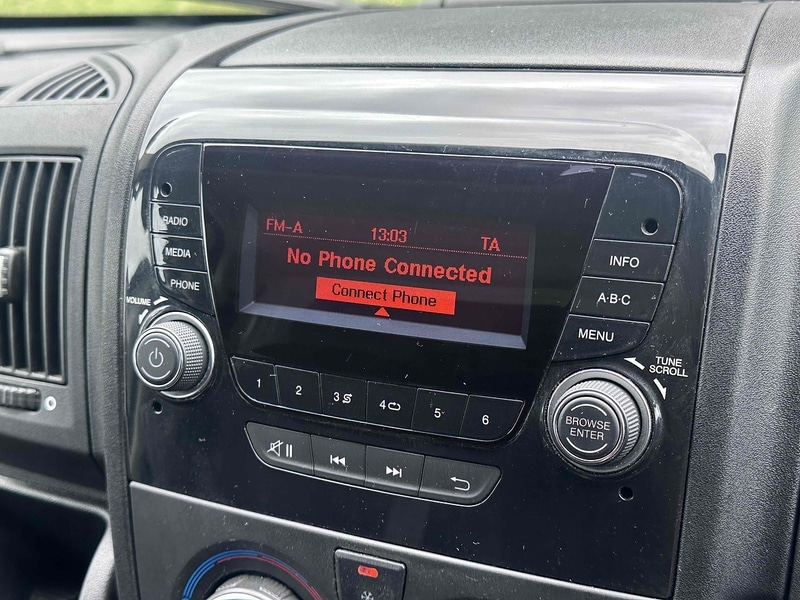 RADIO
MEDIA
PHONE
VOLUME
FM-A 13:03 TA
No Phone Connected
Connect Phone
INFO
A·B·C
MENU
TUNE
SCROLL
BROWSE
ENTER
1 2 3 4 5 6